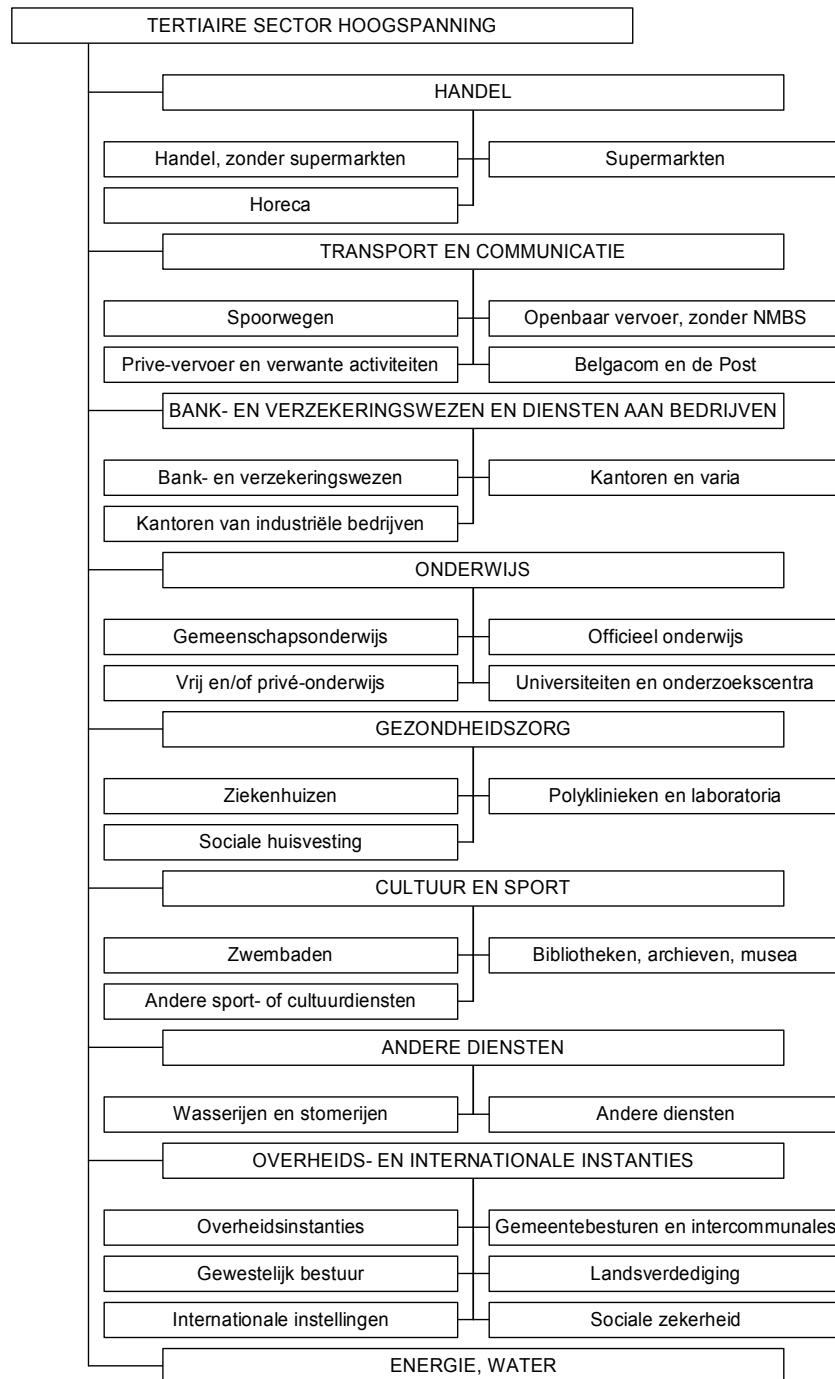 TERTIAIRE SECTOR HOOGSPANNING
HANDEL
Handel, zonder supermarkten
Supermarkten
Horeca
TRANSPORT EN COMMUNICATIE
Spoorwegen
Openbaar vervoer, zonder NMBS
Prive-vervoer en verwante activiteiten
Belgacom en de Post
BANK- EN VERZEKERINGSWEZEN EN DIENSTEN AAN BEDRIJVEN
Bank- en verzekeringswezen
Kantoren en varia
Kantoren van industriële bedrijven
ONDERWIJS
Gemeenschapsonderwijs
Officieel onderwijs
Vrij en/of privé-onderwijs
Universiteiten en onderzoekscentra
GEZONDHEIDSZORG
Ziekenhuizen
Polyklinieken en laboratoria
Sociale huisvesting
CULTUUR EN SPORT
Zwembaden
Bibliotheken, archieven, musea
Andere sport- of cultuurdiensten
ANDERE DIENSTEN
Wasserijen en stomerijen
Andere diensten
OVERHEIDS- EN INTERNATIONALE INSTANTIES
Overheidsinstanties
Gemeentebesturen en intercommunales
Gewestelijk bestuur
Landsverdediging
Internationale instellingen
Sociale zekerheid
ENERGIE, WATER